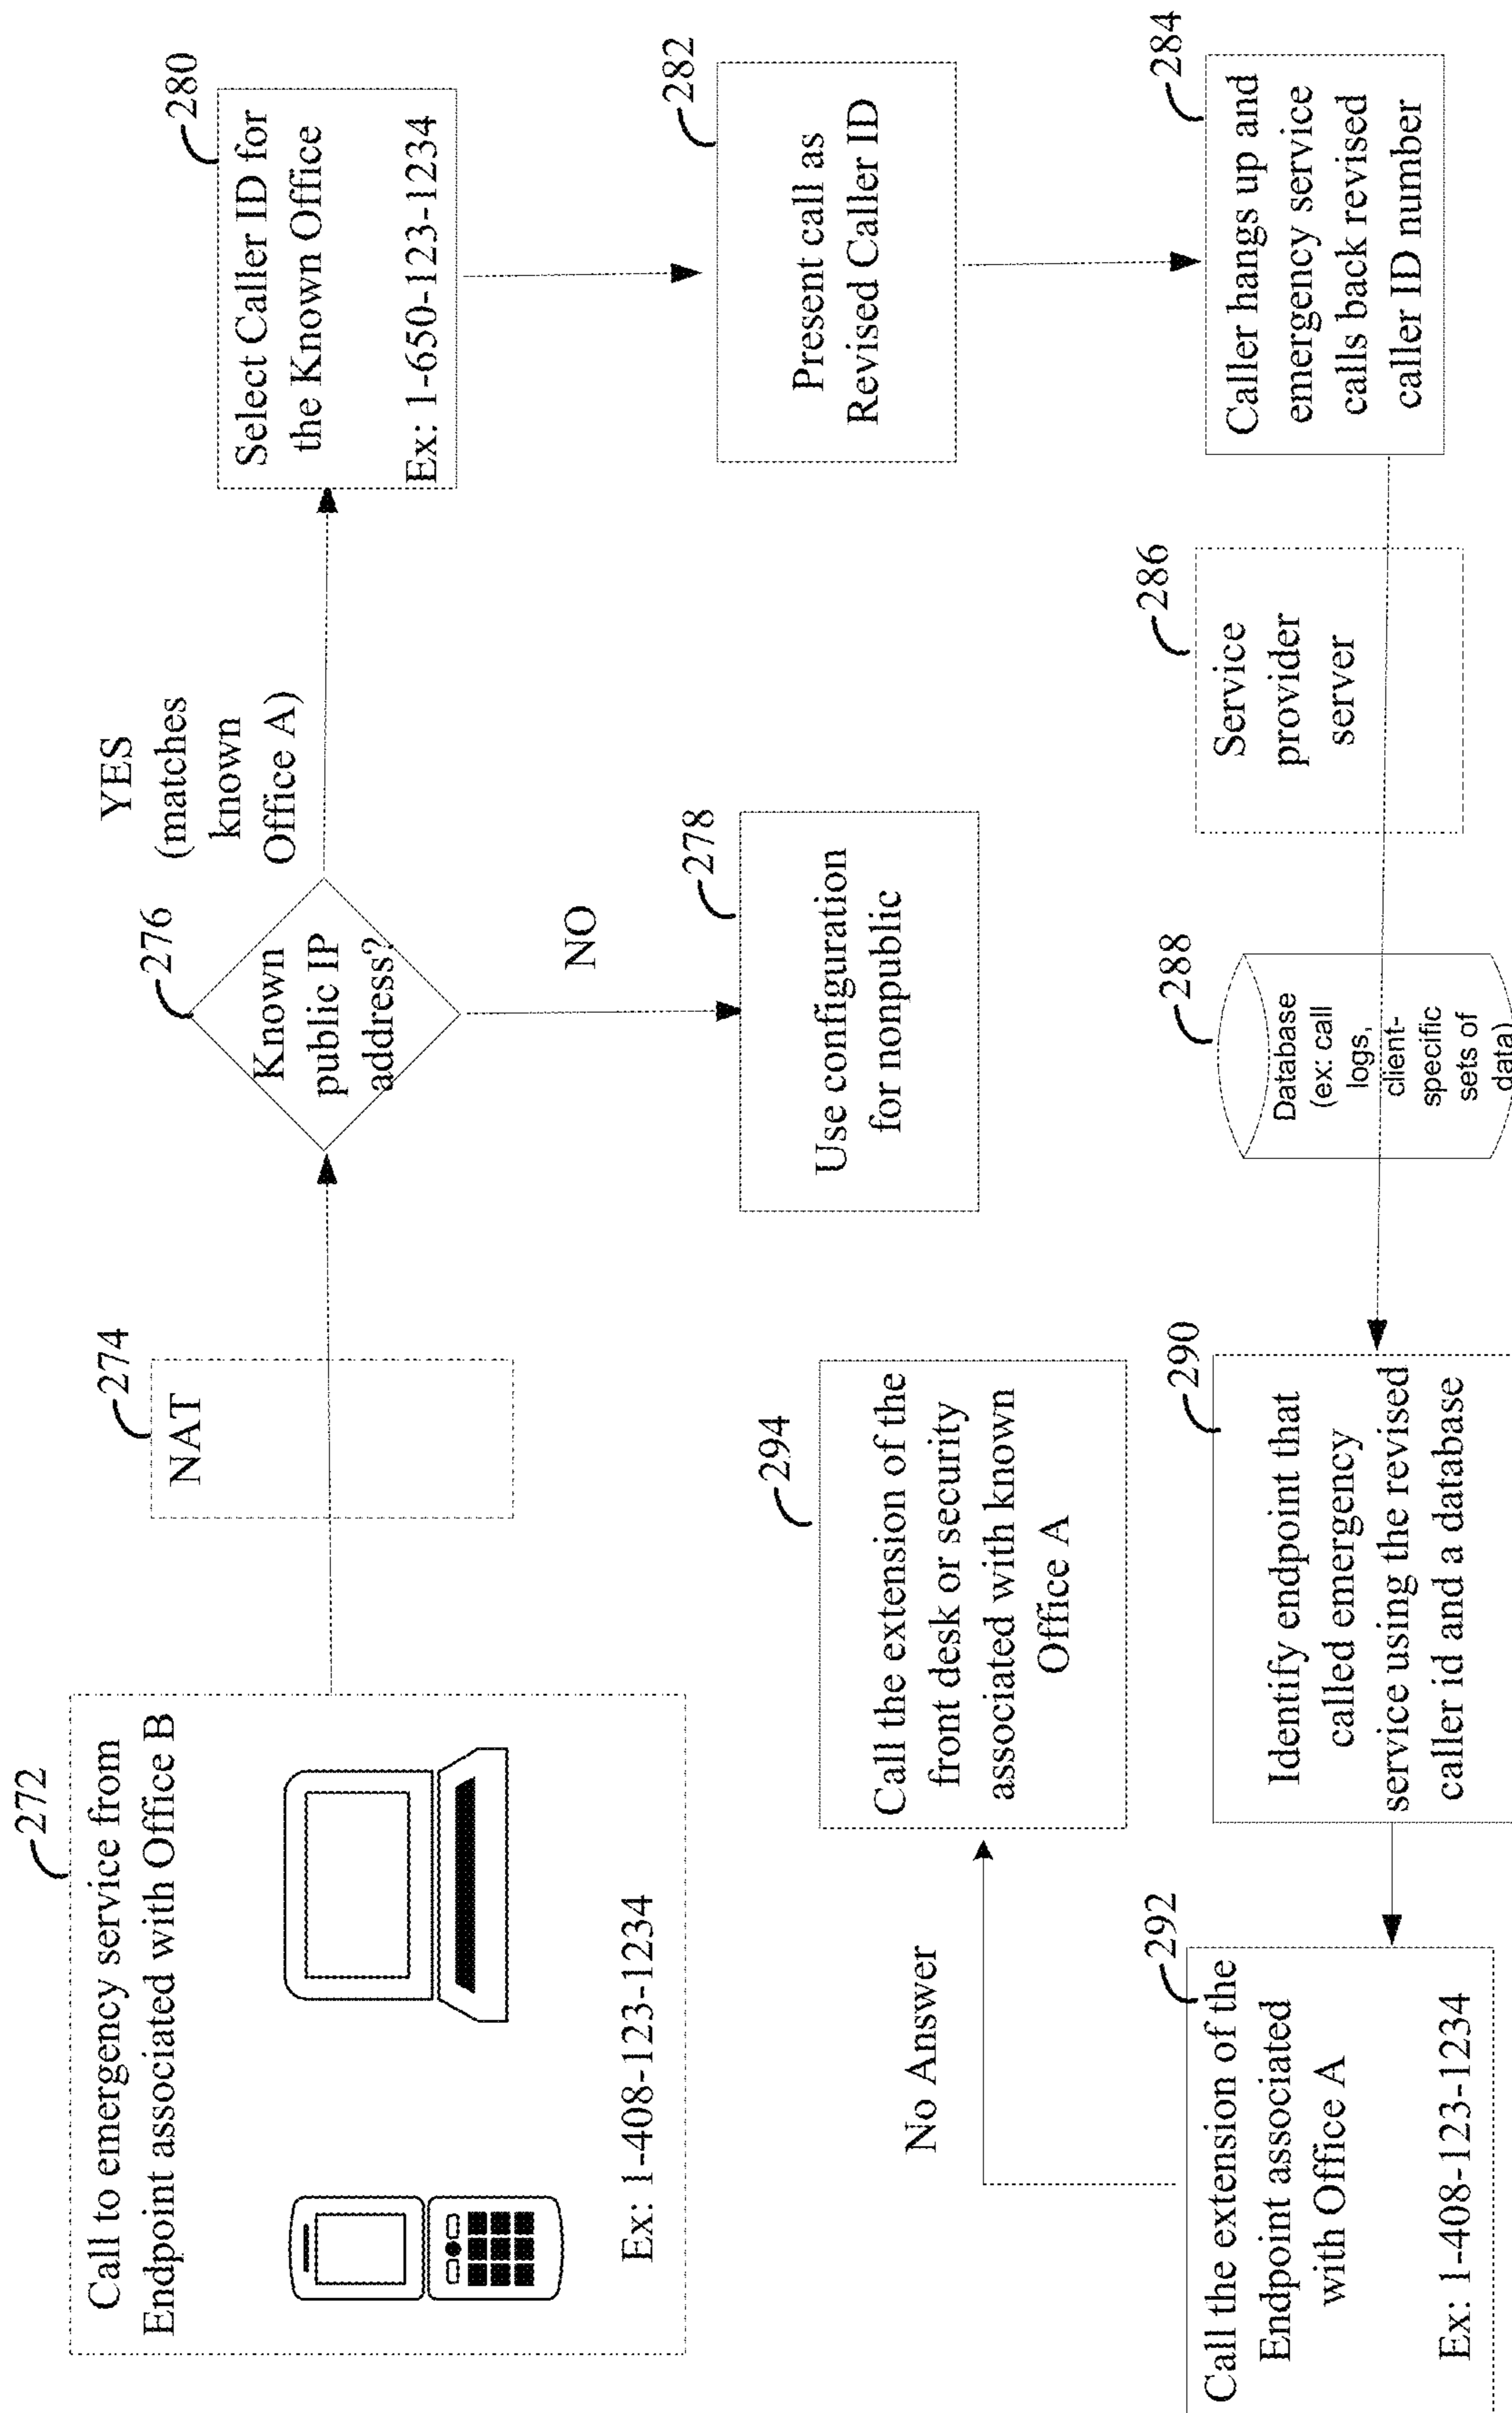 272
Call to emergency service from
Endpoint associated with Office B
Ex: 1-408-123-1234
274
NAT
276
Known
public IP
address?
YES
(matches
known
Office A)
NO
278
Use configuration
for nonpublic
280
Select Caller ID for
the Known Office
Ex: 1-650-123-1234
282
Present call as
Revised Caller ID
284
Caller hangs up and
emergency service
calls back revised
caller ID number
286
Service
provider
server
288
Database
(ex: call
logs,
client-
specific
sets of
data)
290
Identify endpoint that
called emergency
service using the revised
caller id and a database
292
Call the extension of the
Endpoint associated
with Office A
Ex: 1-408-123-1234
No Answer
294
Call the extension of the
front desk or security
associated with known
Office A